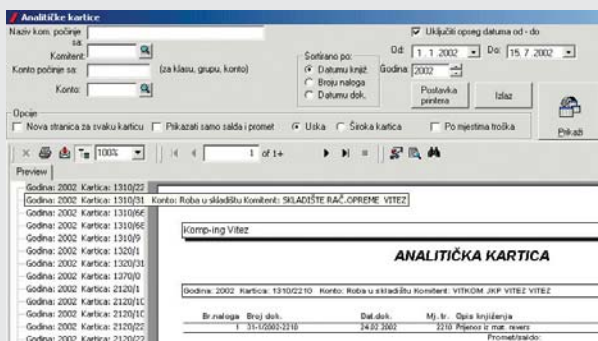 Analitičke kartice
Naziv kom. počinje sa:
Komitent:
Konto počinje sa: (za klasu, grupu, konto)
Konto:
Sortirano po:
Datumu knjiž.
Broju naloga
Datumu dok.
Uključiti opseg datuma od - do
Od: 1. 1.2002 Do: 15. 7.2002
Godina: 2002
Postavka printera
Izlaz
Prikaži
Opcije
Nova stranica za svaku karticu Prikazati samo salda i promet Uska Široka kartica Po mjestima troška
100% 1 of 1+
Preview
Godina: 2002 Kartica: 1310/22
Godina: 2002 Kartica: 1310/31 Konto: Roba u skladištu Komitent: SKLADIŠTE RAČ.OPREME VITEZ
Godina: 2002 Kartica: 1310/66
Godina: 2002 Kartica: 1310/68
Godina: 2002 Kartica: 1310/9
Godina: 2002 Kartica: 1320/1
Godina: 2002 Kartica: 1320/31
Godina: 2002 Kartica: 1370/0
Godina: 2002 Kartica: 2120/1
Godina: 2002 Kartica: 2120/10
Godina: 2002 Kartica: 2120/10
Godina: 2002 Kartica: 2120/22
Godina: 2002 Kartica: 2120/22
Komp-ing Vitez
ANALITIČKA KARTICA
Godina: 2002 Kartica: 1310/2210 Konto: Roba u skladištu Komitent: VITKOM JKP VITEZ VITEZ
Br.naloga Broj dok. Dat.dok. Mj. tr. Opis knjiženja
1 31-1/2002-2210 24.02.2002 2210 Prijenos iz mat. revers
Promet/saldo: